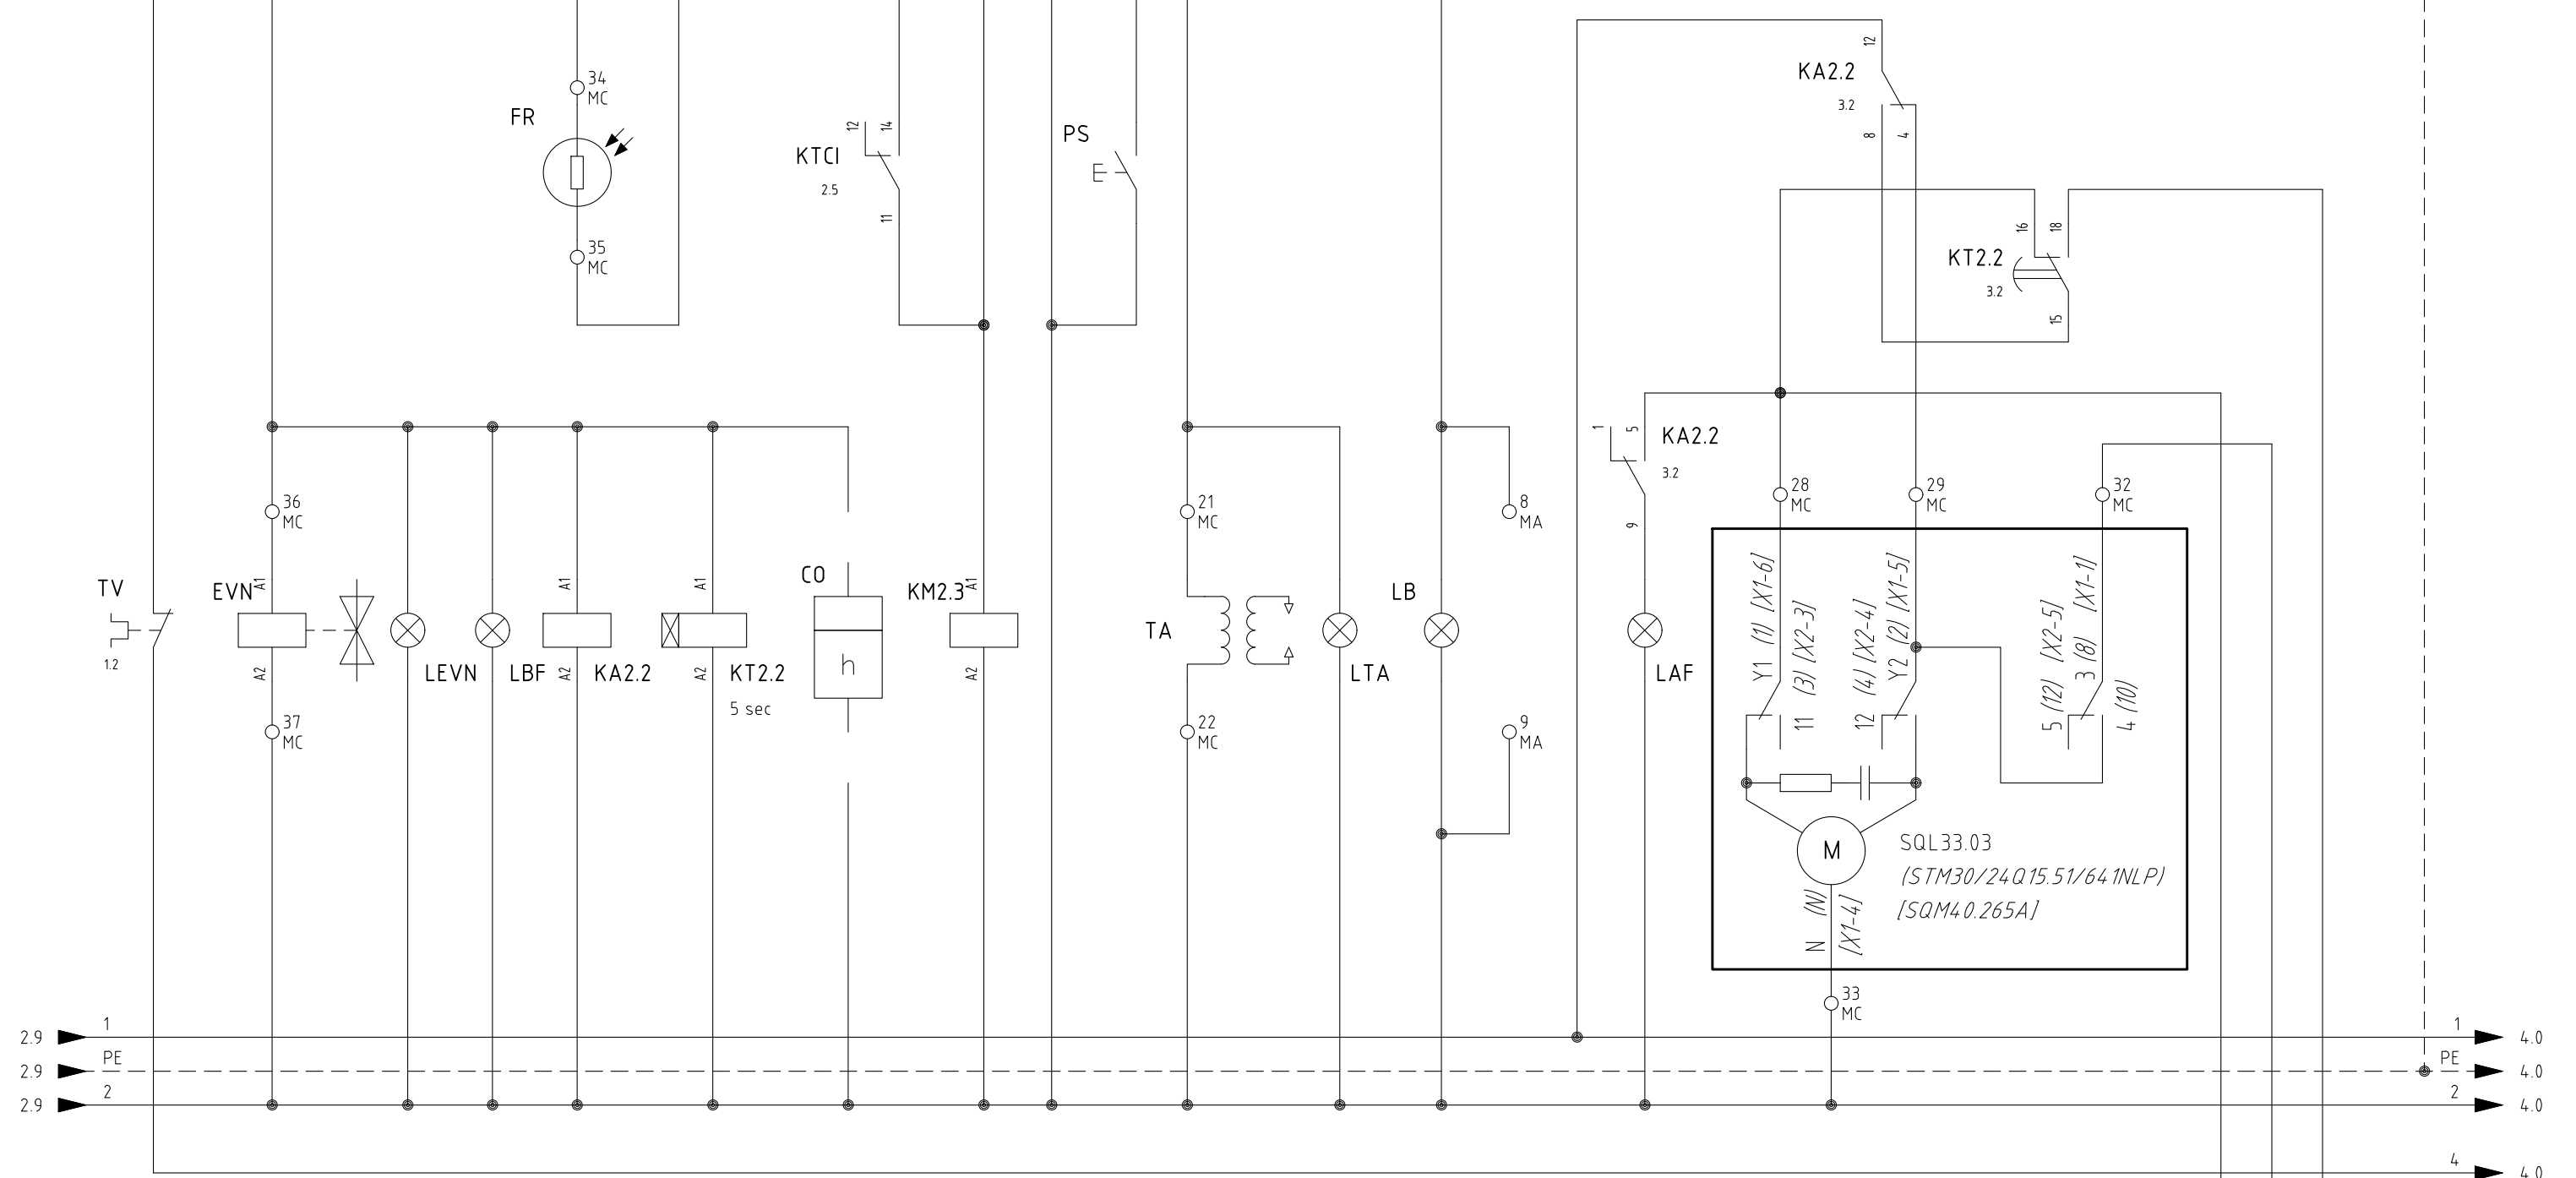 12
KA2.2
3.2
8
4
34
MC
FR
35
MC
12
14
KTCI
2.5
11
PS
16
18
KT2.2
3.2
15
1
5
KA2.2
3.2
9
36
MC
21
MC
8
MA
28
MC
29
MC
32
MC
TV
1.2
EVN
A1
A2
37
MC
LEVN
LBF
A1
A2
KA2.2
A1
A2
KT2.2
5 sec
CO
h
KM2.3
A1
A2
TA
22
MC
LTA
LB
9
MA
LAF
Y1 (1) [X1-6]
11 (3) [X2-3]
12 (4) [X2-4]
Y2 (2) [X1-5]
5 (12) [X2-5]
3 (8) [X1-1]
4 (10)
M
SQL33.03
(STM30/24Q15.51/641NLP)
[SQM40.265A]
N (N)
[X1-4]
33
MC
2.9 1 1 4.0
2.9 PE PE 4.0
2.9 2 2 4.0
4 4.0